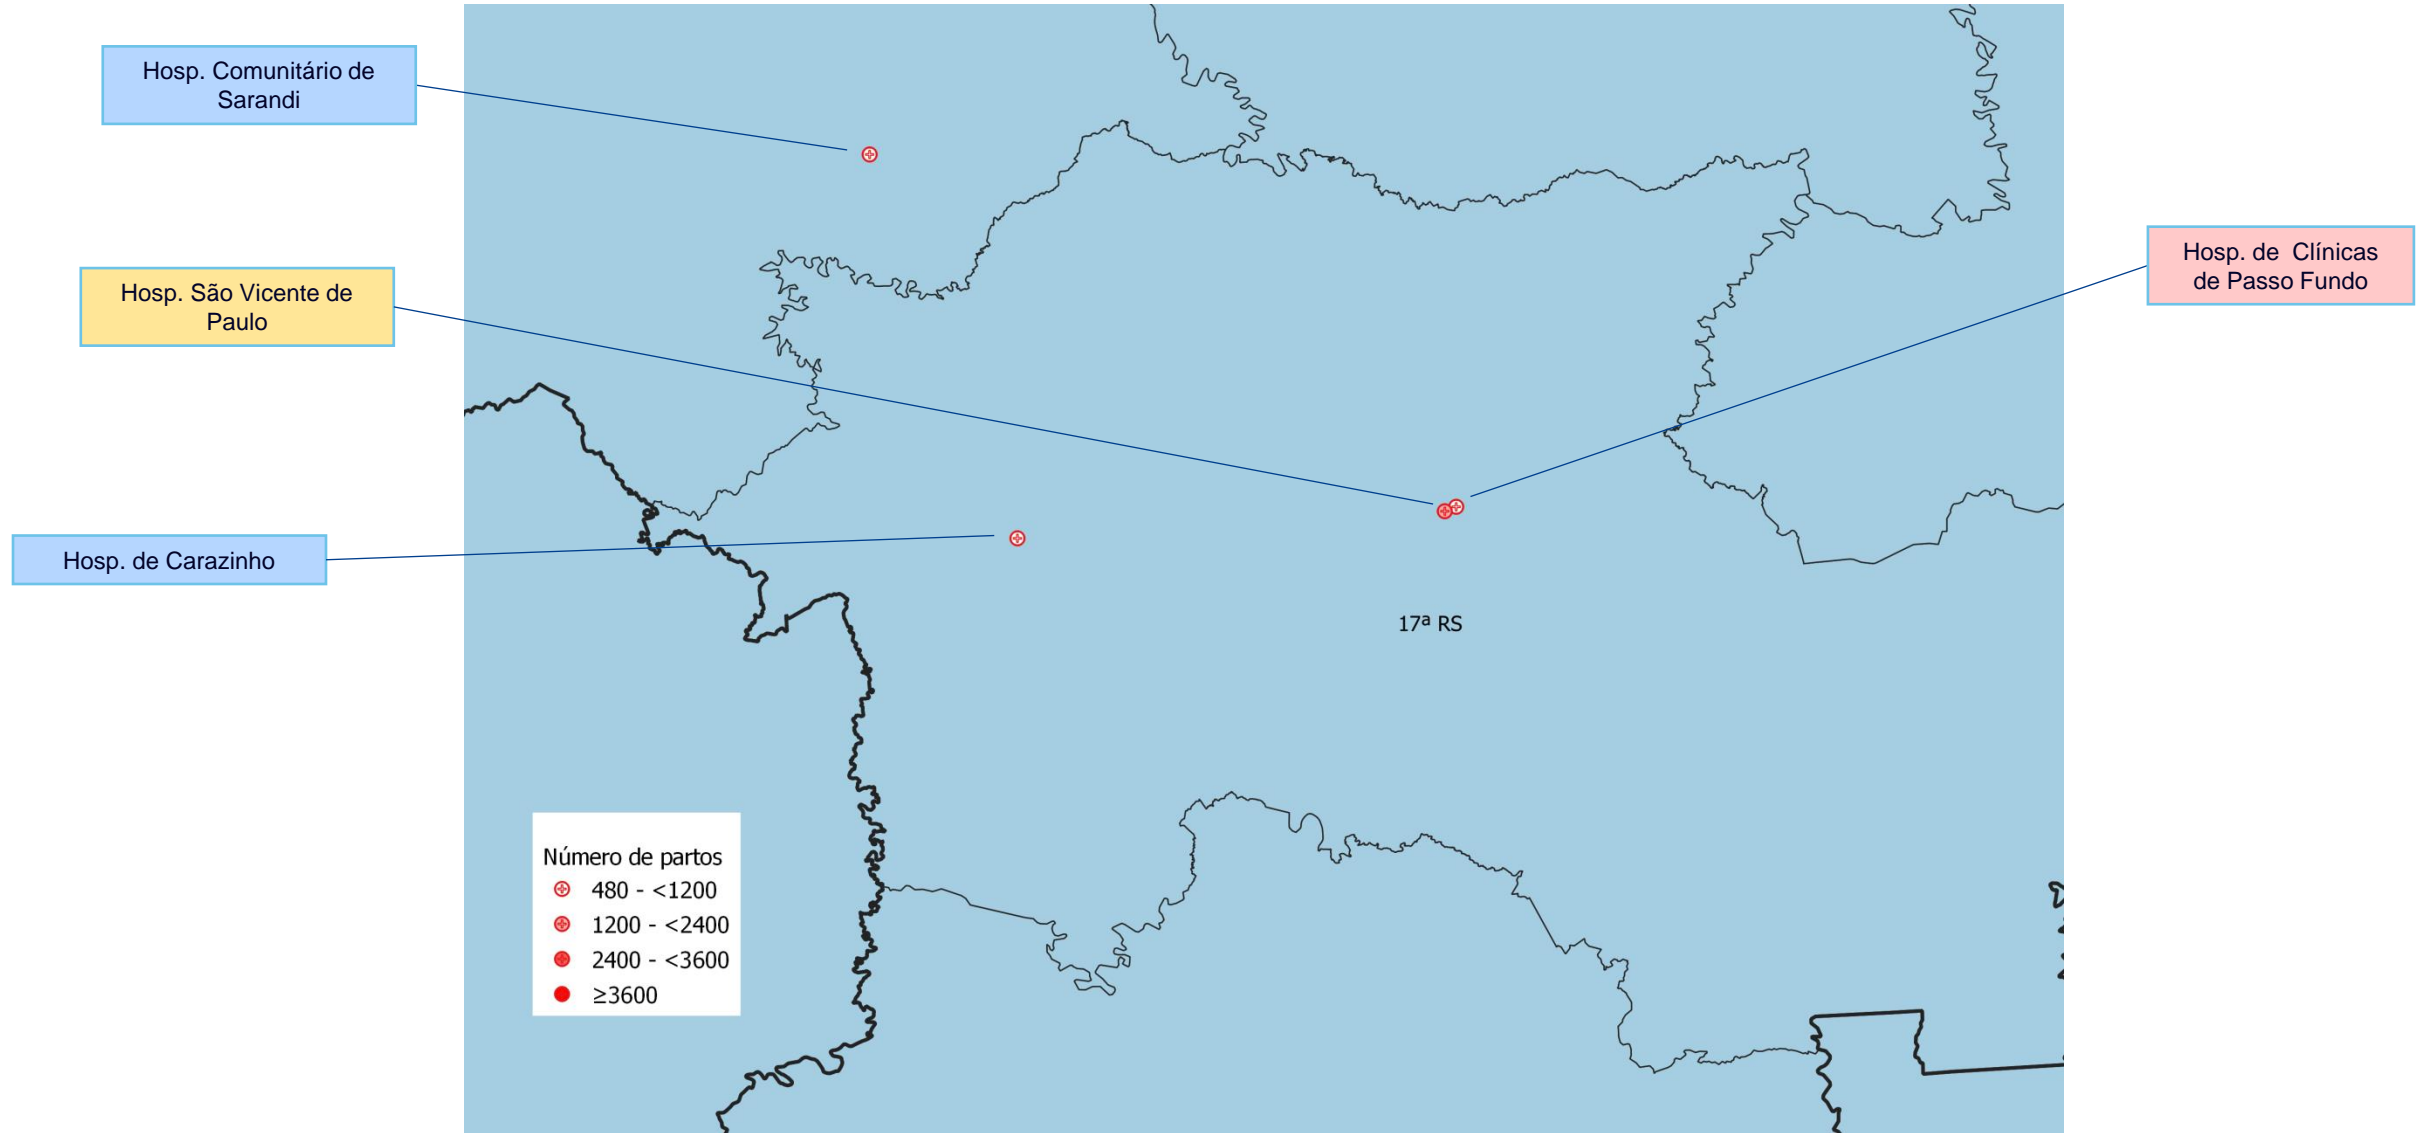 Hosp. Comunitário de
Sarandi
Hosp. São Vicente de
Paulo
Hosp. de Carazinho
Hosp. de Clínicas
de Passo Fundo
17ª RS
Número de partos
480 - <1200
1200 - <2400
2400 - <3600
≥3600